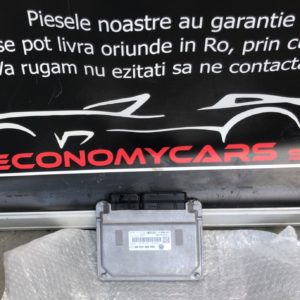 Piesele noastre au garantie
se pot livra oriunde in Ro, prin cu
Va rugam nu ezitati sa ne contacta
ECONOMYCARS s